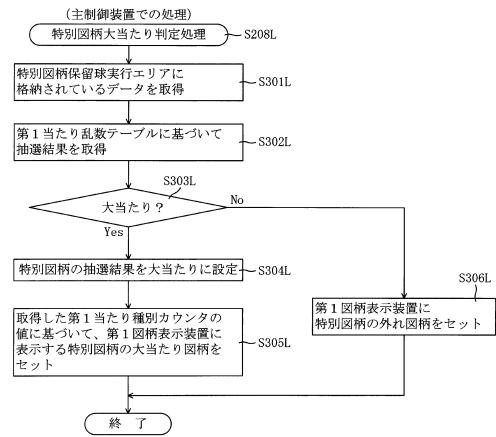 （主制御装置での処理）
特別図柄大当たり判定処理
S208L
特別図柄保留球実行エリアに
格納されているデータを取得
S301L
第１当たり乱数テーブルに基づいて
抽選結果を取得
S302L
S303L
大当たり？
No
Yes
特別図柄の抽選結果を大当たりに設定
S304L
S306L
第１図柄表示装置に
特別図柄の外れ図柄をセット
取得した第１当たり種別カウンタの
値に基づいて、第１図柄表示装置に
表示する特別図柄の大当たり図柄を
セット
S305L
終　了